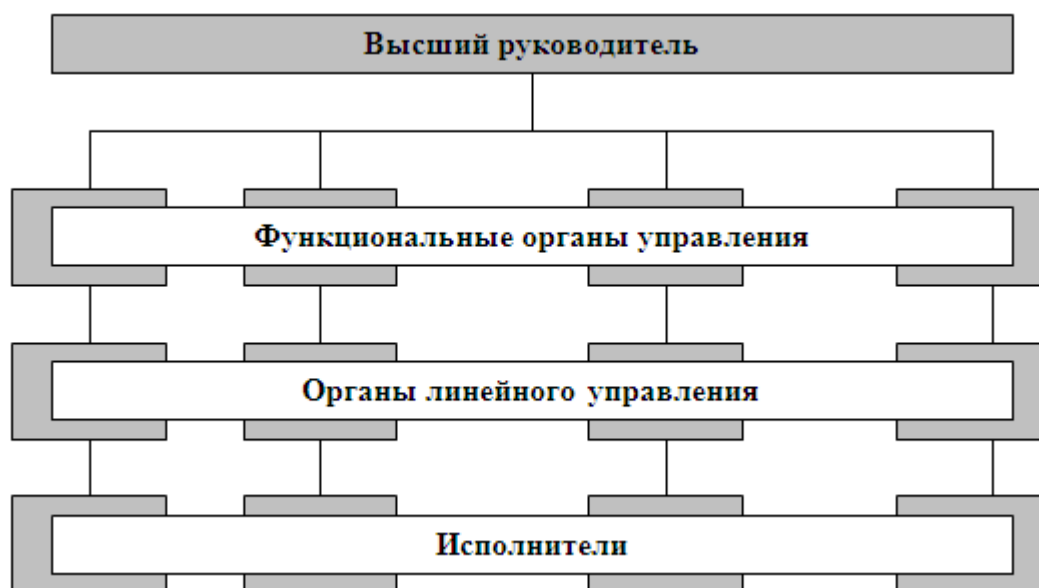 Высший руководитель
Функциональные органы управления
Органы линейного управления
Исполнители